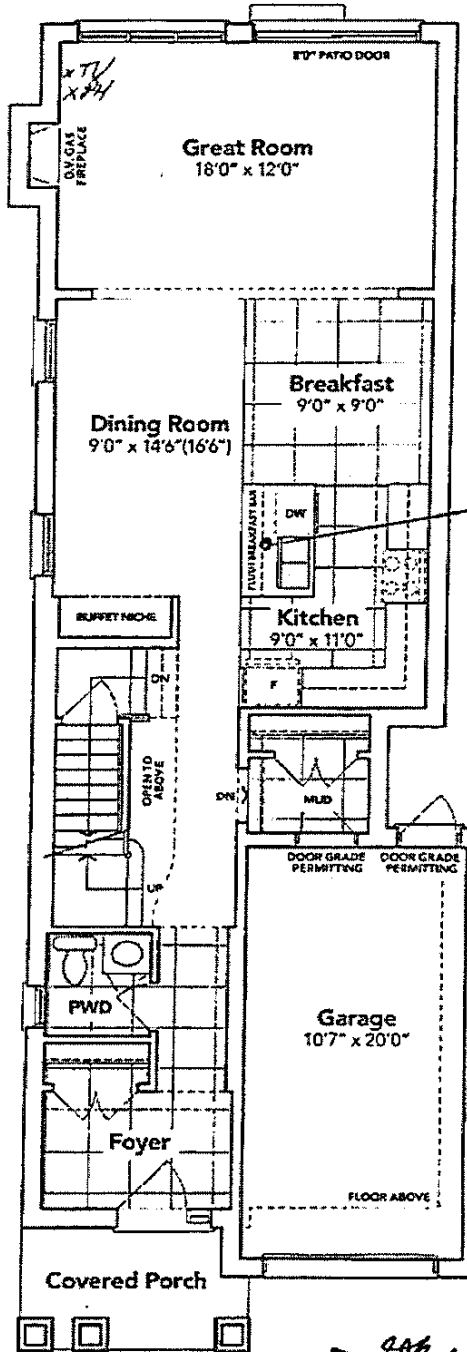 8'0" PATIO DOOR
x TV
x PH
D.V. GAS
FIREPLACE
Great Room
18'0" x 12'0"
Breakfast
9'0" x 9'0"
Dining Room
9'0" x 14'6"(16'6")
FLUSH BREAKFAST BAR
DW
Kitchen
9'0" x 11'0"
BUFFET NICHE
F
DN
OPEN TO
ABOVE
DN
MUD
DOOR GRADE
PERMITTING
DOOR GRADE
PERMITTING
UP
PWD
Garage
10'7" x 20'0"
Foyer
FLOOR ABOVE
Covered Porch